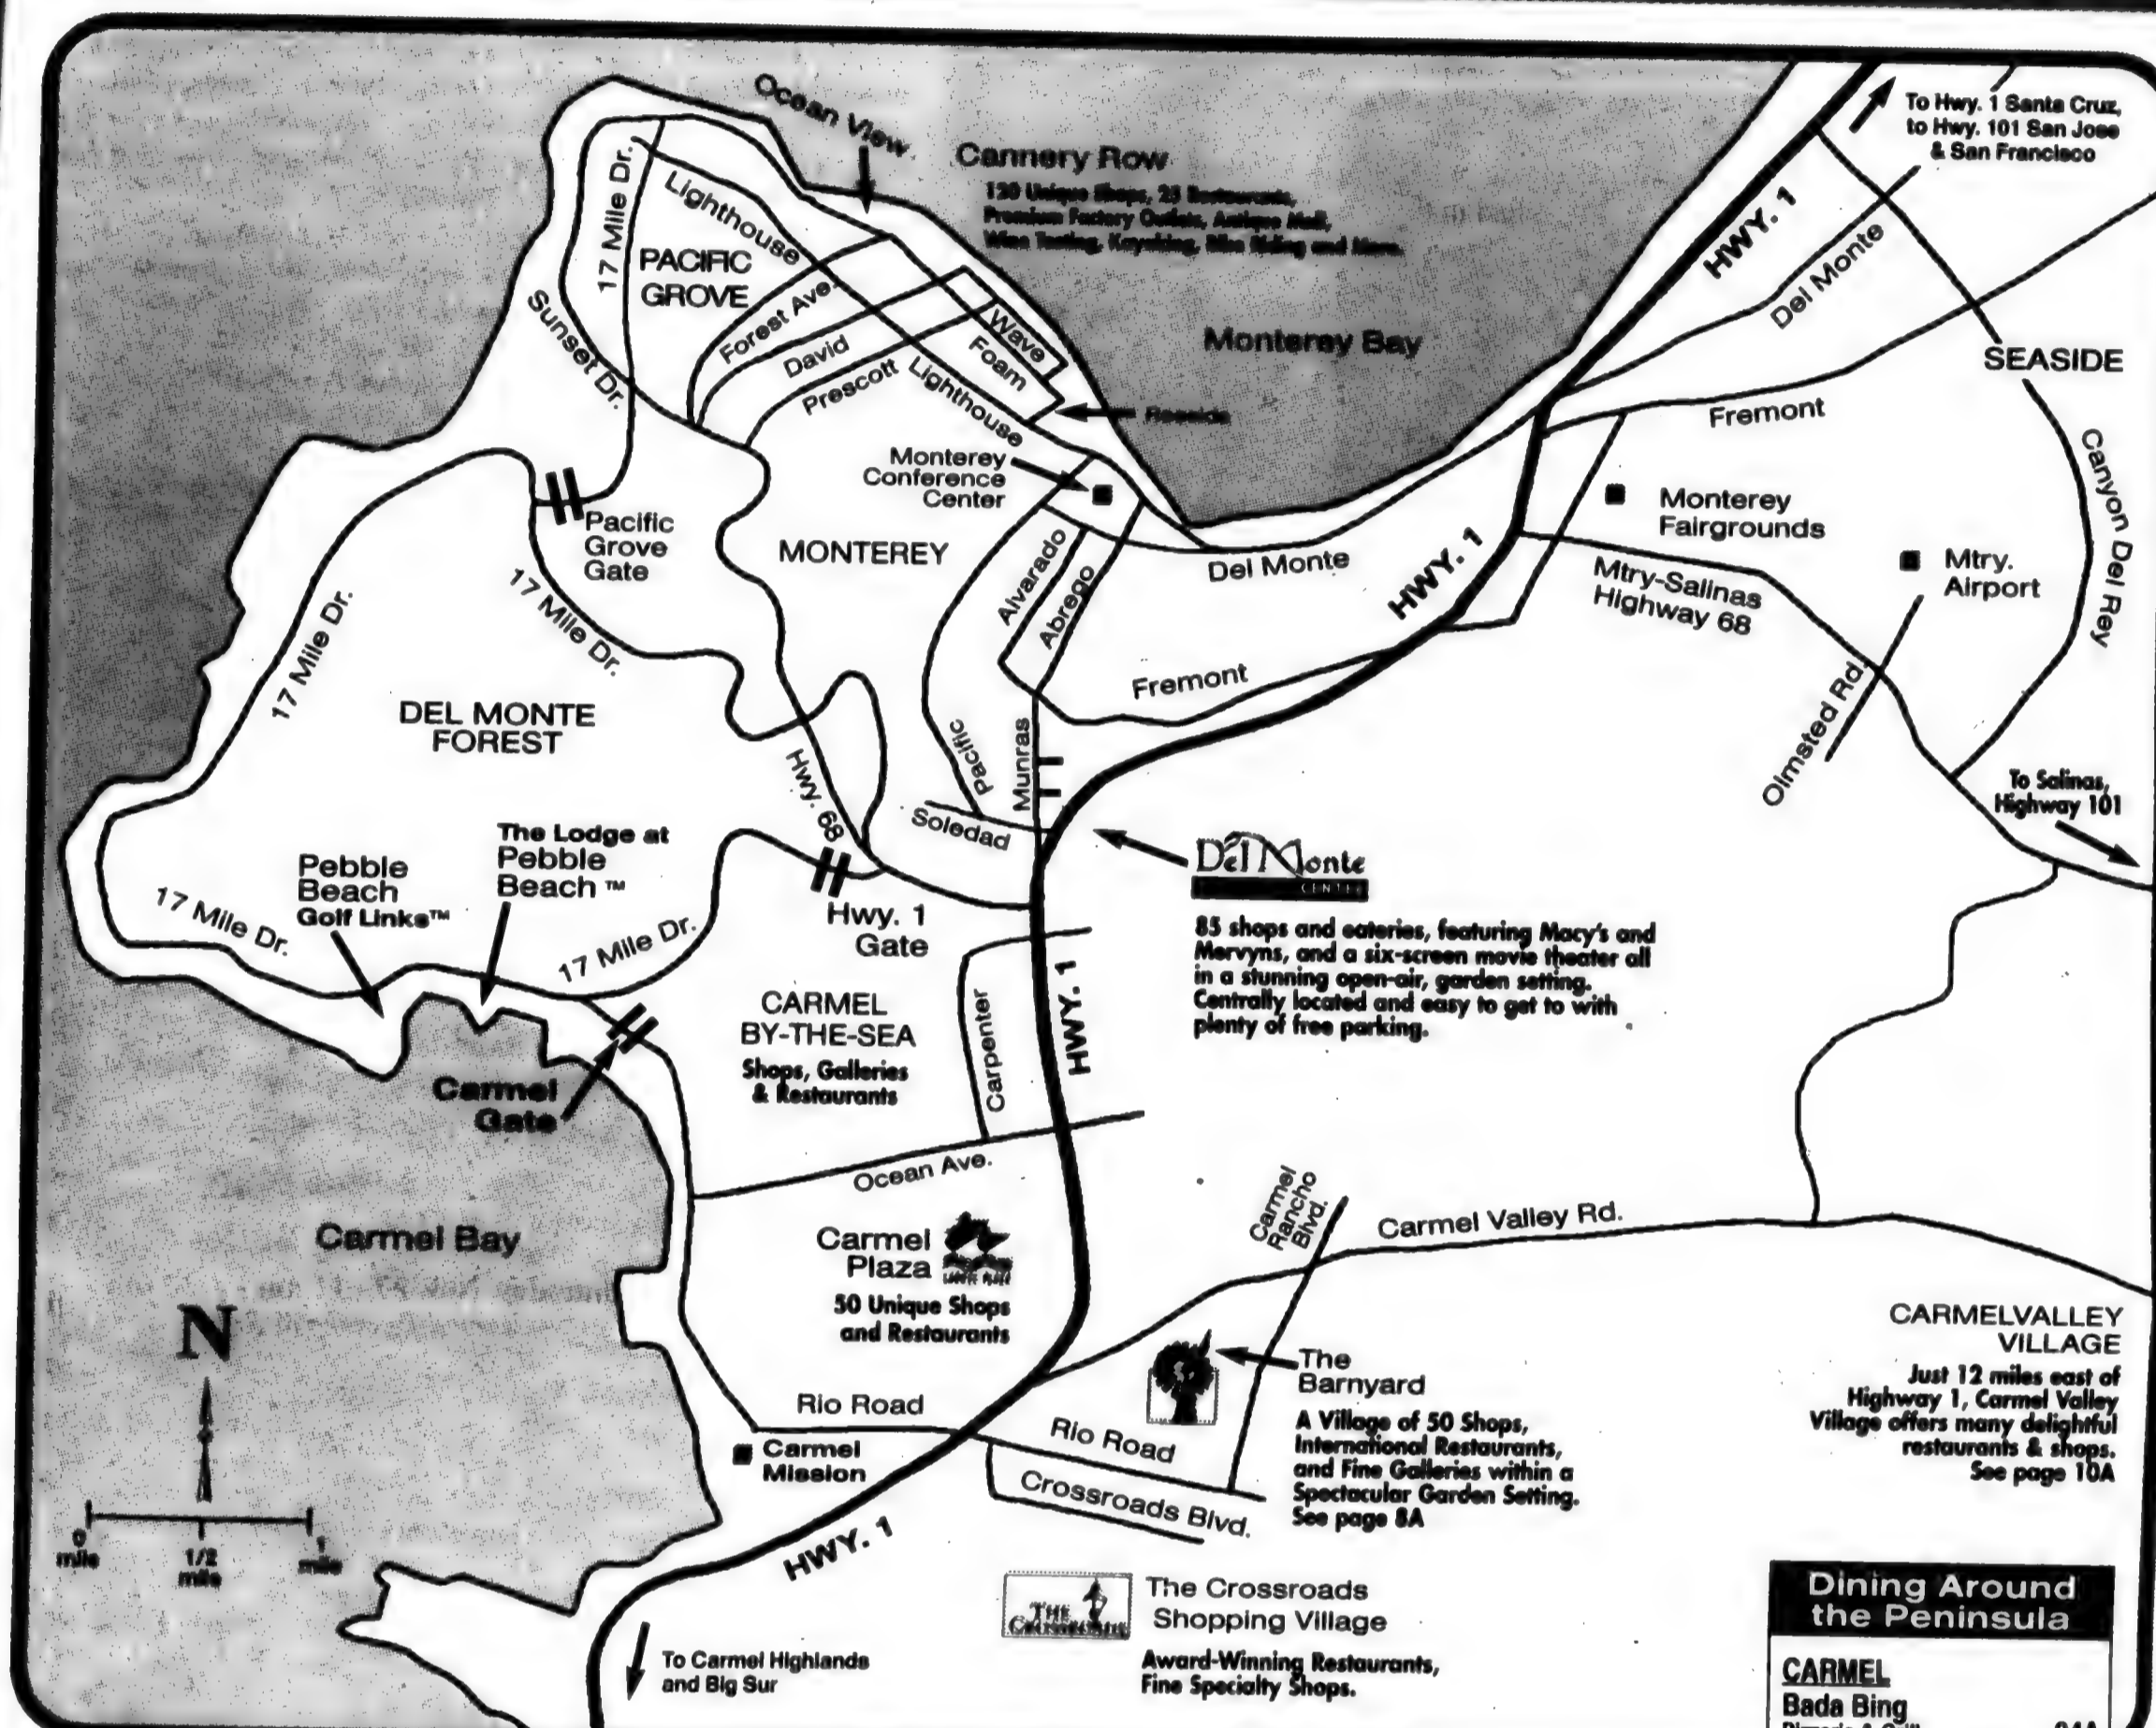 Ocean View
Cannery Row
120 Unique Shops, 25 Restaurants,
Premium Factory Outlets, Antique Mall,
Wine Tasting, Kayaking, Bike Riding and More.
To Hwy. 1 Santa Cruz,
to Hwy. 101 San Jose
& San Francisco
HWY. 1
Del Monte
17 Mile Dr.
Lighthouse
PACIFIC
GROVE
Sunset Dr.
Forest Ave.
David
Prescott
Lighthouse
Wave
Foam
Monterey Bay
SEASIDE
Fremont
Canyon Del Rey
Monterey
Conference
Center
Monterey
Fairgrounds
Mtry.
Airport
Pacific
Grove
Gate
MONTEREY
Alvarado
Abrego
Del Monte
HWY. 1
Mtry-Salinas
Highway 68
17 Mile Dr.
17 Mile Dr.
Fremont
Olmsted Rd.
DEL MONTE
FOREST
Hwy. 68
Pacific
Munras
Soledad
To Salinas,
Highway 101
Del Monte
CENTER
85 shops and eateries, featuring Macy's and
Mervyns, and a six-screen movie theater all
in a stunning open-air, garden setting.
Centrally located and easy to get to with
plenty of free parking.
The Lodge at
Pebble
Beach ™
Pebble
Beach
Golf Links™
17 Mile Dr.
17 Mile Dr.
Hwy. 1
Gate
CARMEL
BY-THE-SEA
Shops, Galleries
& Restaurants
Carpenter
HWY. 1
Carmel
Gate
Ocean Ave.
Carmel Bay
Carmel
Plaza
50 Unique Shops
and Restaurants
Carmel
Rancho
Blvd.
Carmel Valley Rd.
CARMELVALLEY
VILLAGE
Just 12 miles east of
Highway 1, Carmel Valley
Village offers many delightful
restaurants & shops.
See page 10A
The
Barnyard
A Village of 50 Shops,
International Restaurants,
and Fine Galleries within a
Spectacular Garden Setting.
See page 8A
Rio Road
Rio Road
Carmel
Mission
Crossroads Blvd.
N
0
mile
1/2
mile
1
mile
HWY. 1
THE
The Crossroads
Shopping Village
Award-Winning Restaurants,
Fine Specialty Shops.
To Carmel Highlands
and Big Sur
Dining Around
the Peninsula
CARMEL
Bada Bing